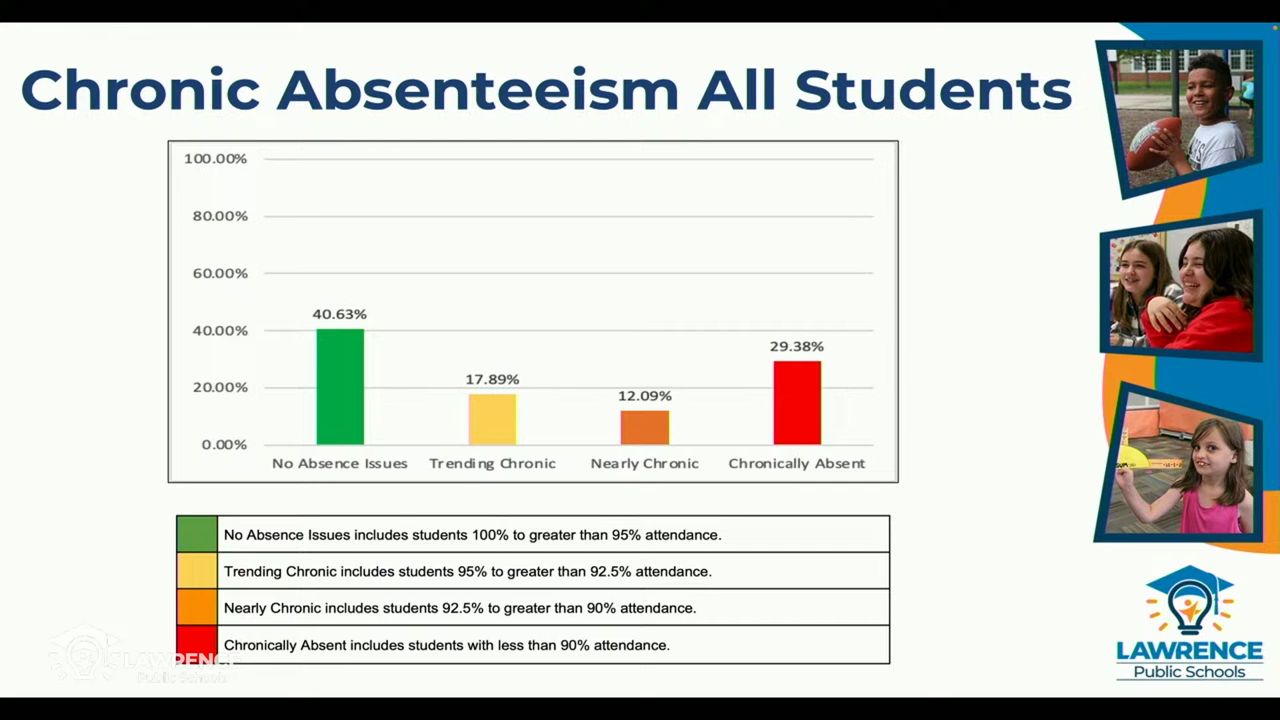 Chronic Absenteeism All Students
100.00%
80.00%
60.00%
40.00%
20.00%
0.00%
40.63%
17.89%
12.09%
29.38%
No Absence Issues
Trending Chronic
Nearly Chronic
Chronically Absent
No Absence Issues includes students 100% to greater than 95% attendance.
Trending Chronic includes students 95% to greater than 92.5% attendance.
Nearly Chronic includes students 92.5% to greater than 90% attendance.
Chronically Absent includes students with less than 90% attendance.
LAWRENCE
Public Schools
LAWRENCE
Public Schools